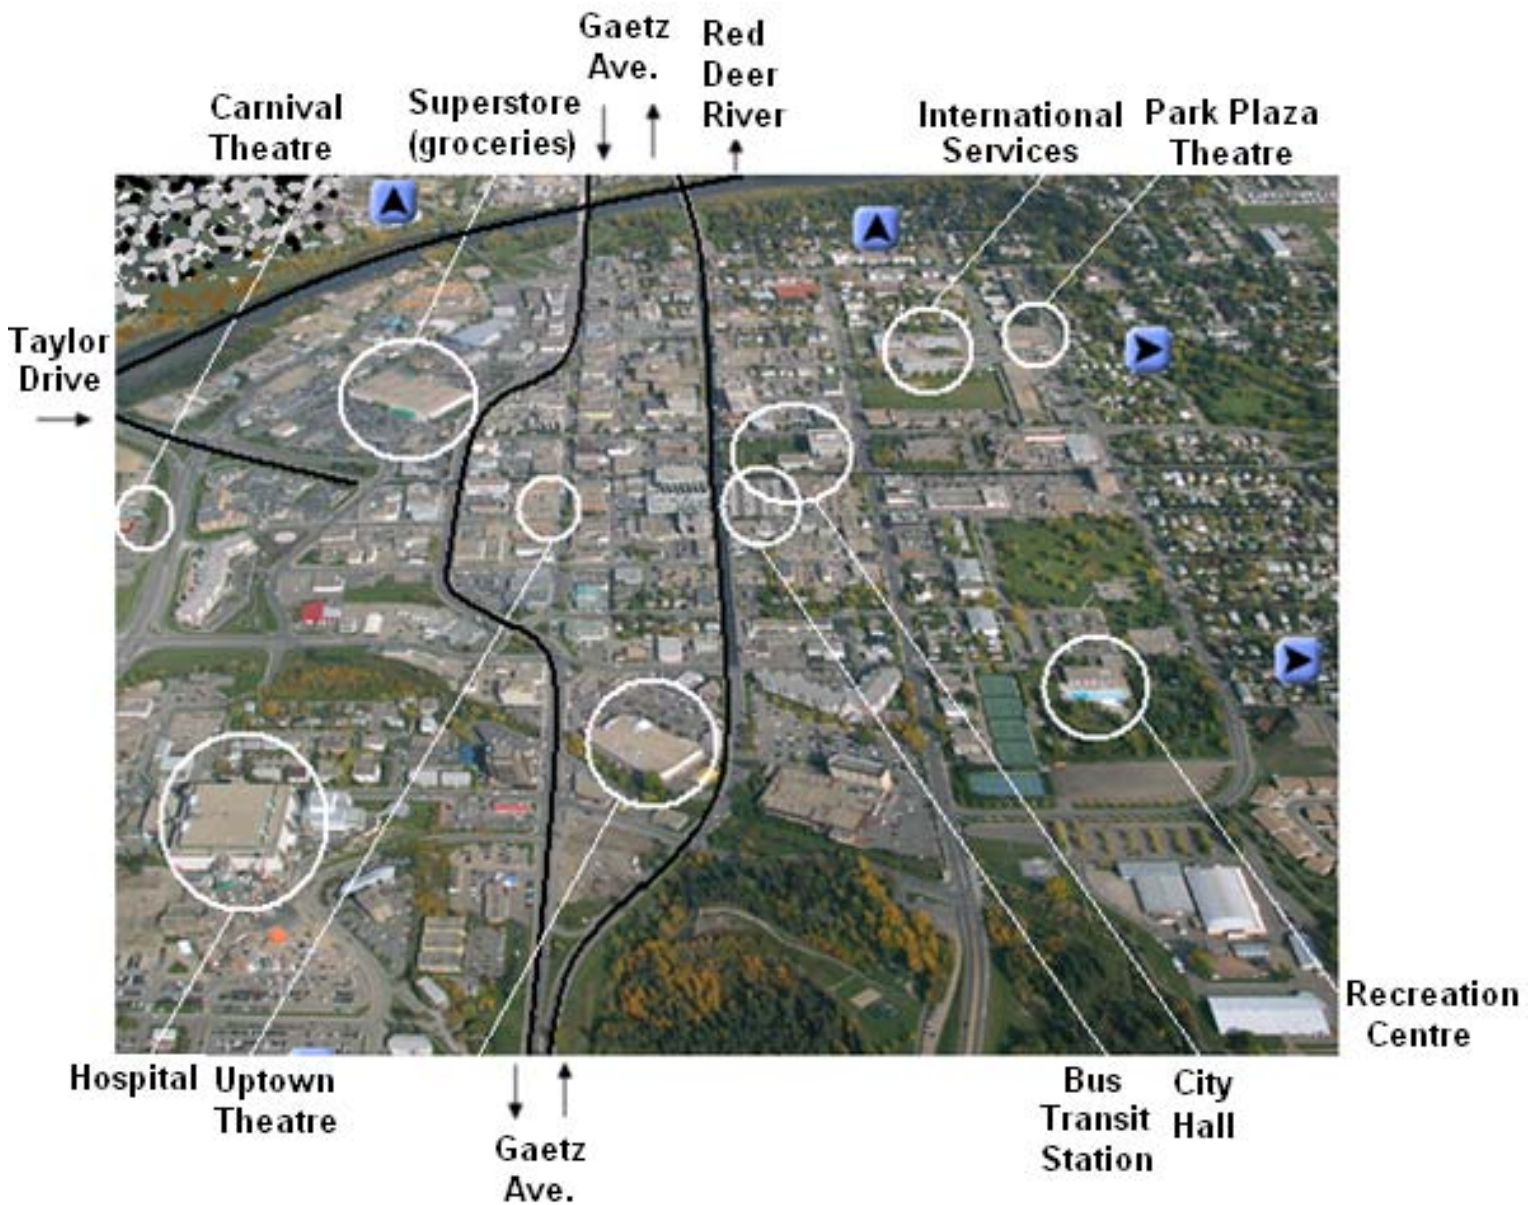 Gaetz
Ave.
Red
Deer
River
Carnival
Theatre
Superstore
(groceries)
International
Services
Park Plaza
Theatre
Taylor
Drive
Recreation
Centre
Hospital
Uptown
Theatre
Gaetz
Ave.
Bus
Transit
Station
City
Hall